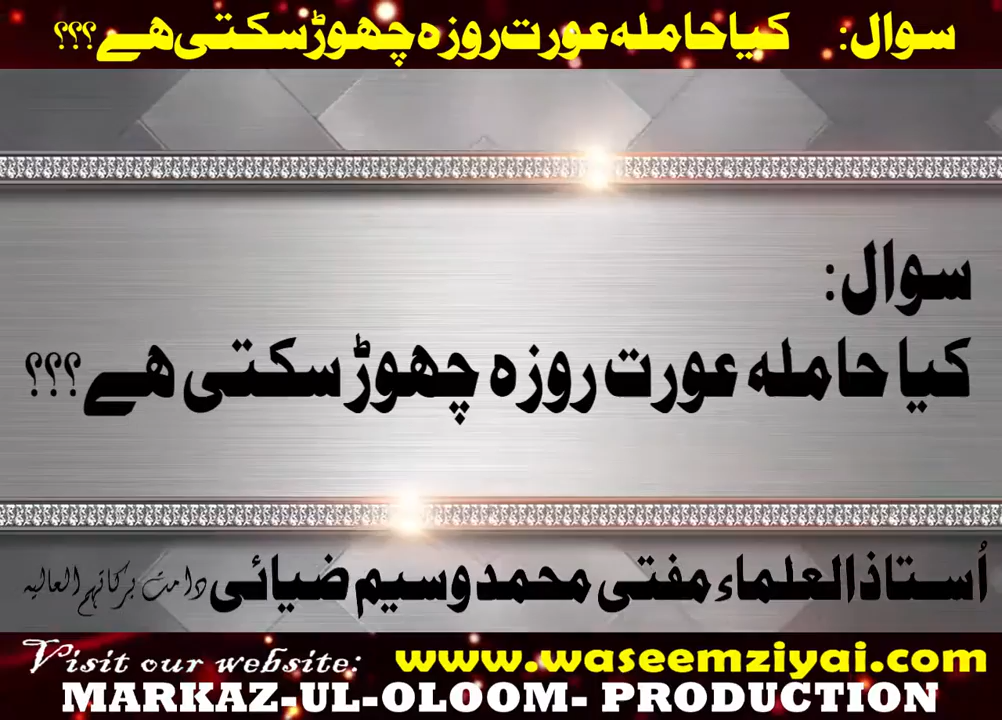 سوال: کیا حاملہ عورت روزہ چھوڑ سکتی ھے؟؟؟
سوال:
کیا حاملہ عورت روزہ چھوڑ سکتی ھے؟؟؟
اُستاذ العلماء مفتی محمد وسیم ضیائی دامت برکاتہم العالیہ
Visit our website: www.waseemziyai.com
MARKAZ-UL-OLOOM- PRODUCTION